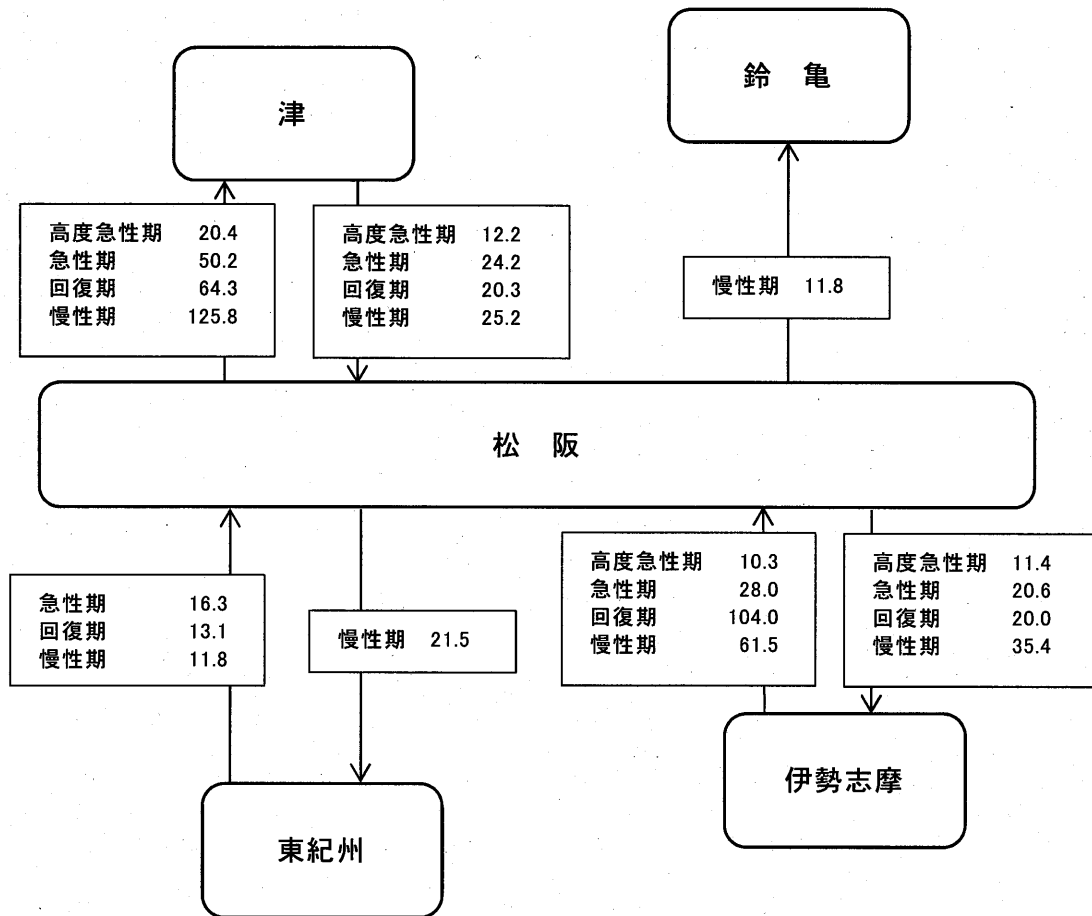 津
鈴 亀
高度急性期 20.4
急性期 50.2
回復期 64.3
慢性期 125.8
高度急性期 12.2
急性期 24.2
回復期 20.3
慢性期 25.2
慢性期 11.8
松 阪
急性期 16.3
回復期 13.1
慢性期 11.8
慢性期 21.5
高度急性期 10.3
急性期 28.0
回復期 104.0
慢性期 61.5
高度急性期 11.4
急性期 20.6
回復期 20.0
慢性期 35.4
東紀州
伊勢志摩